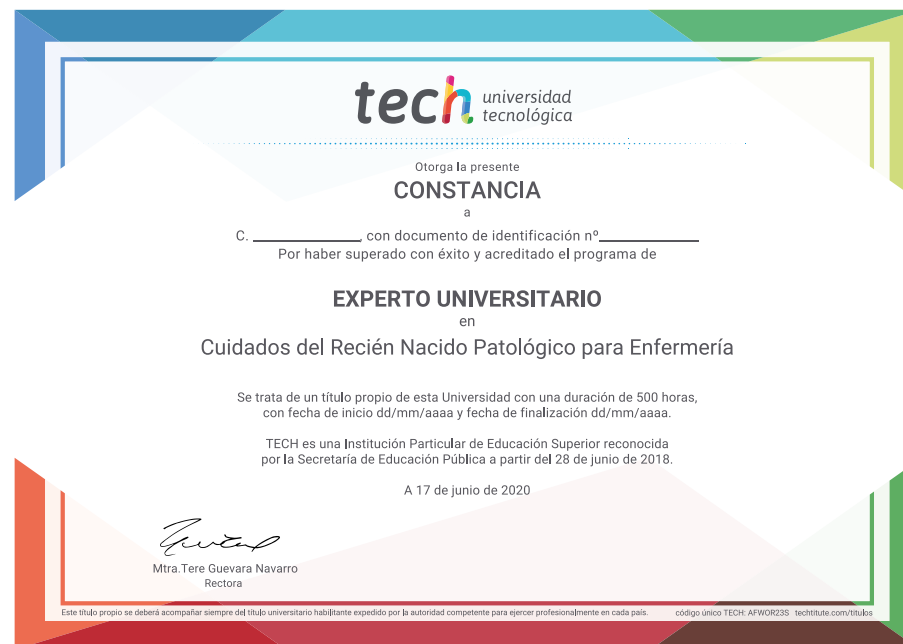 tech universidad
tecnológica
Otorga la presente
CONSTANCIA
a
C. ______________, con documento de identificación nº______________
Por haber superado con éxito y acreditado el programa de
EXPERTO UNIVERSITARIO
en
Cuidados del Recién Nacido Patológico para Enfermería
Se trata de un título propio de esta Universidad con una duración de 500 horas,
con fecha de inicio dd/mm/aaaa y fecha de finalización dd/mm/aaaa.
TECH es una Institución Particular de Educación Superior reconocida
por la Secretaría de Educación Pública a partir del 28 de junio de 2018.
A 17 de junio de 2020
Mtra.Tere Guevara Navarro
Rectora
Este título propio se deberá acompañar siempre del título universitario habilitante expedido por la autoridad competente para ejercer profesionalmente en cada país. código único TECH: AFWOR23S techtitute.com/titulos